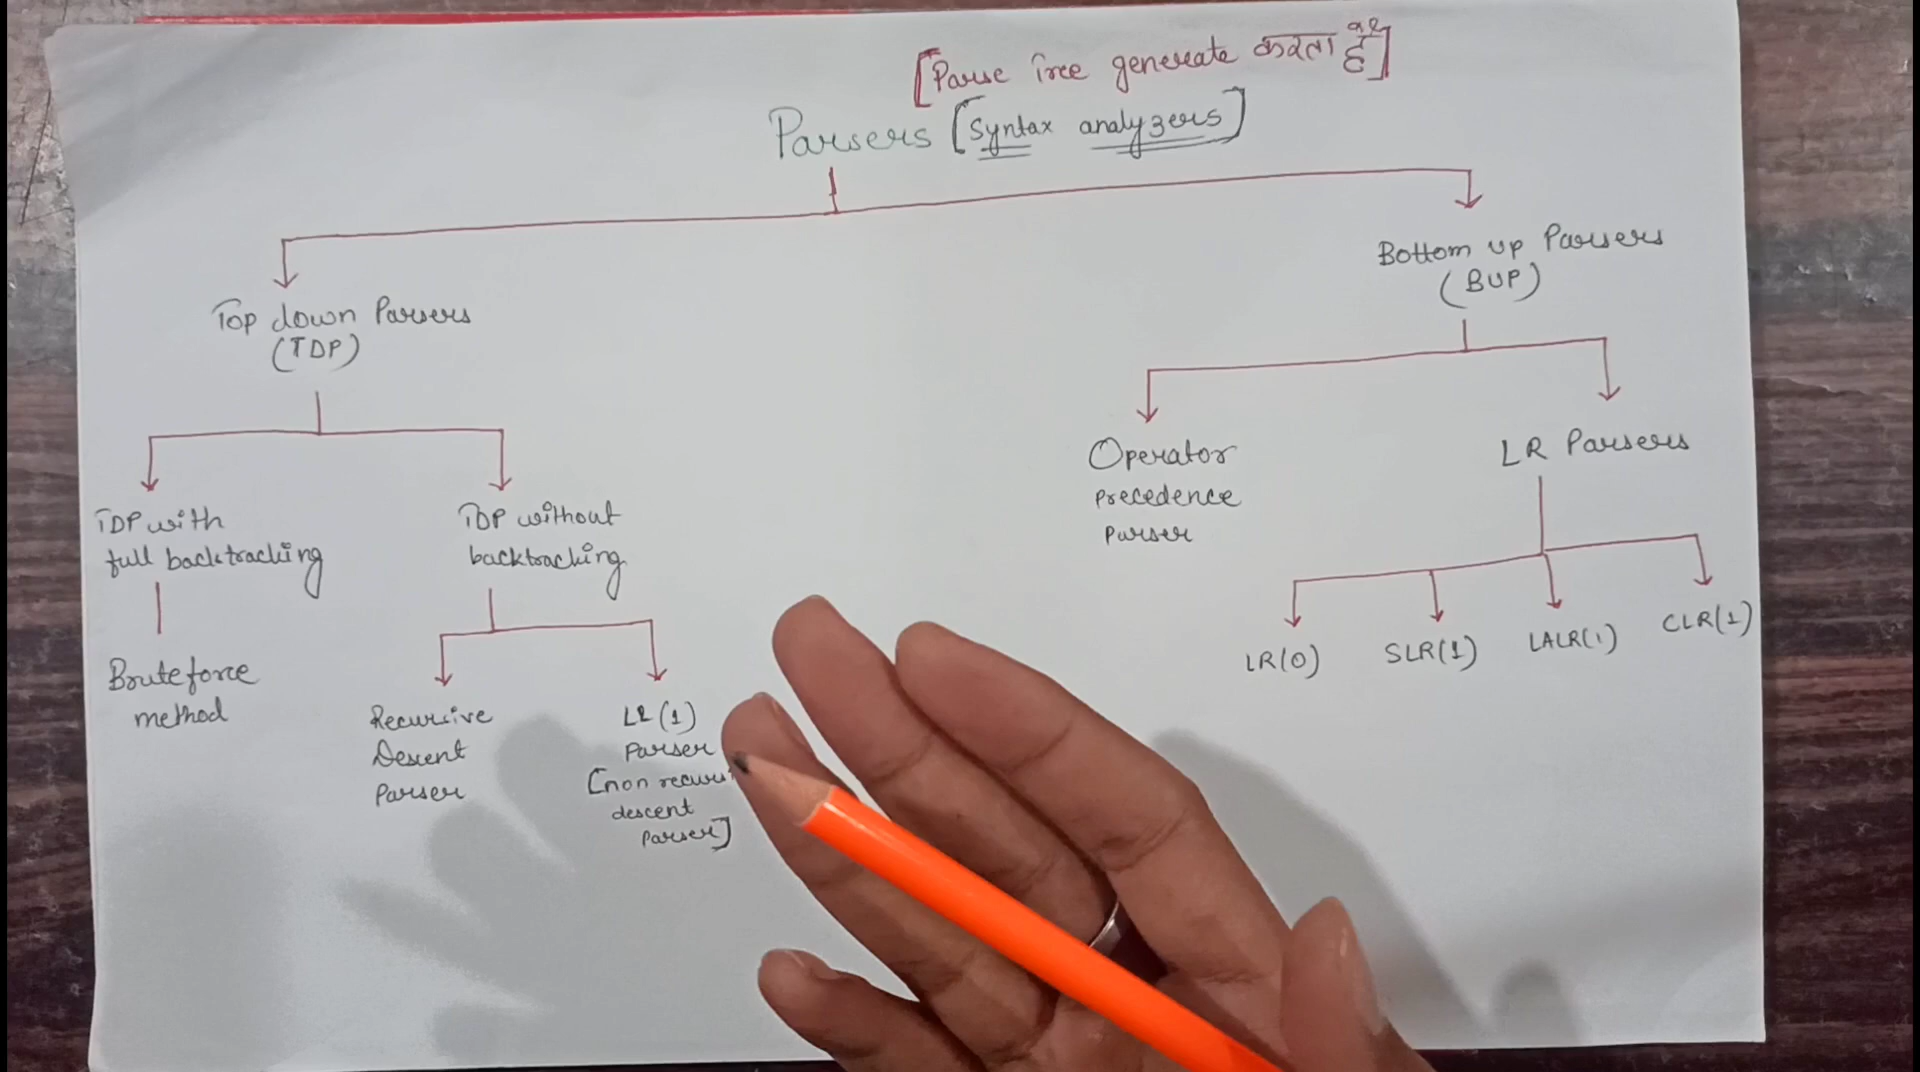 [Parse Tree generate करता है]
Parsers [Syntax analyzers]
Top down Parsers
(TDP)
Bottom up Parsers
(BUP)
TDP with
full backtracking
TDP without
backtracking
Operator
precedence
parser
LR Parsers
Bruteforce
method
Recursive
Descent
Parser
LL(1)
Parser
[non
descent
parser]
LR(0)
SLR(1)
LALR(1)
CLR(1)